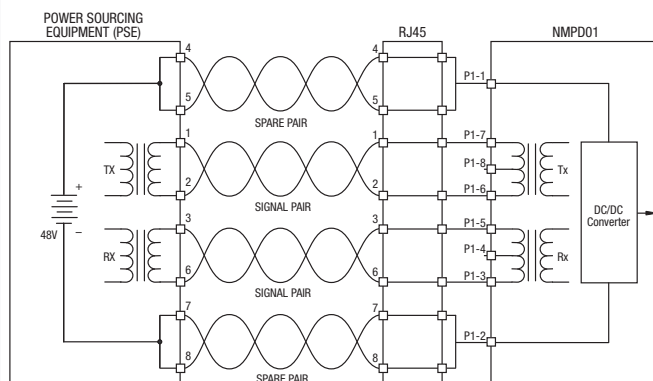 POWER SOURCING
EQUIPMENT (PSE)
RJ45
NMPD01
4
4
P1-1
5
5
SPARE PAIR
1
1
P1-7
TX
P1-8
Tx
2
2
P1-6
SIGNAL PAIR
+
DC/DC
Converter
48V
–
3
3
P1-5
RX
P1-4
Rx
6
6
P1-3
SIGNAL PAIR
7
7
P1-2
8
8
SPARE PAIR